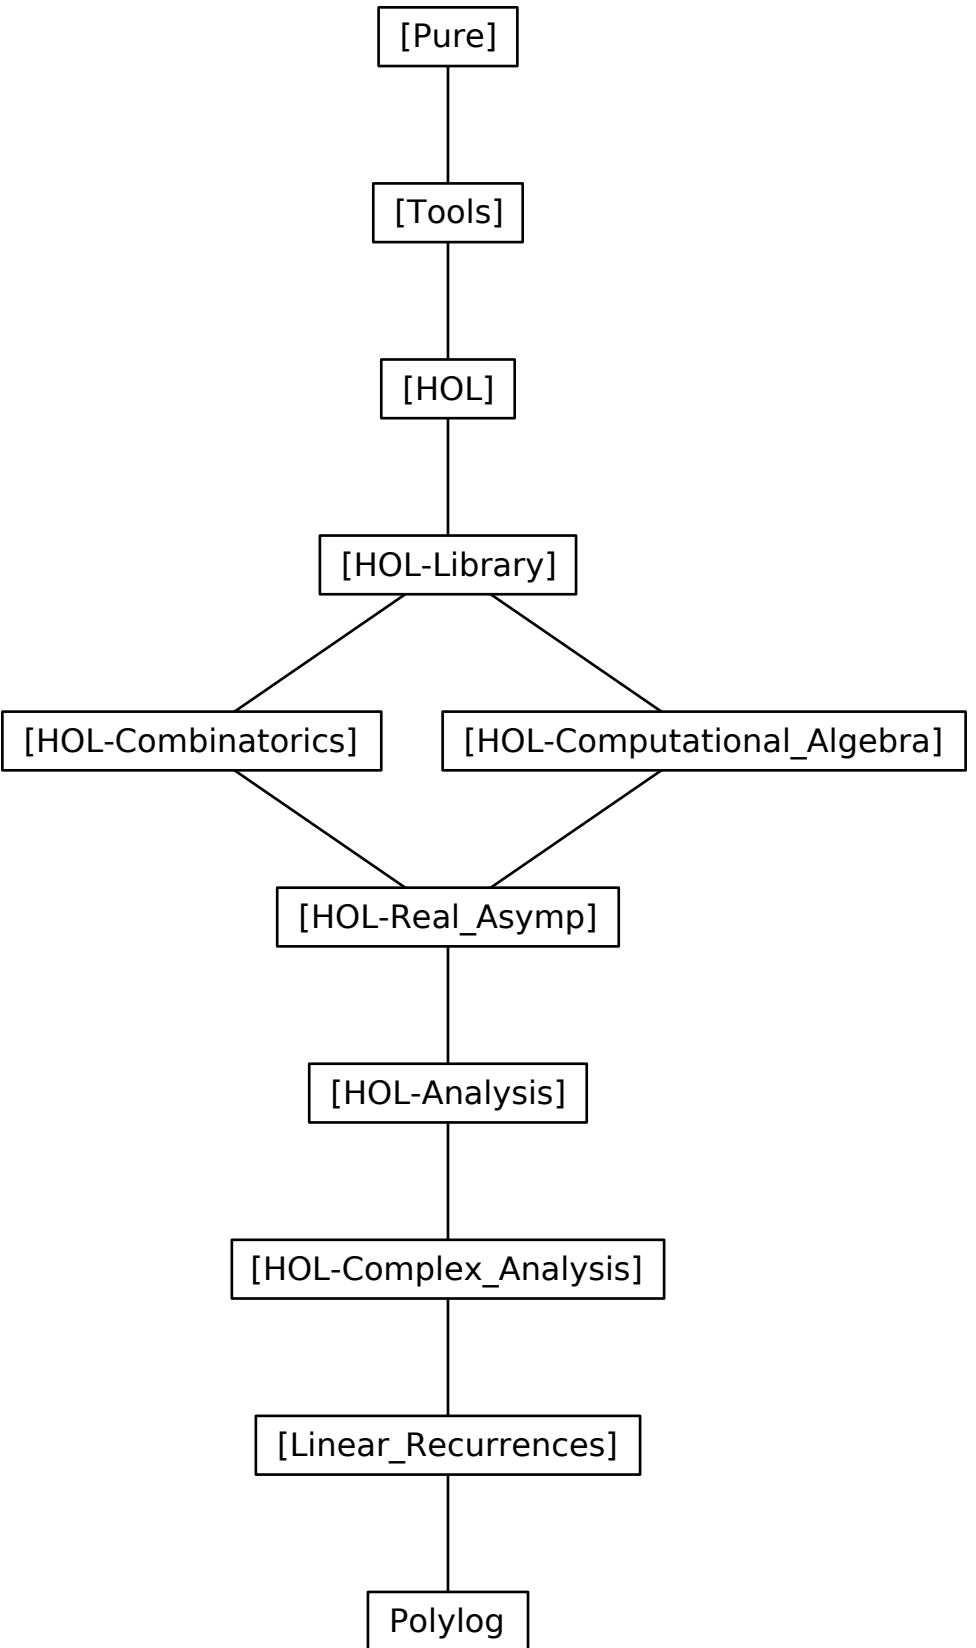 [Pure]
[Tools]
[HOL]
[HOL-Library]
[HOL-Combinatorics]
[HOL-Computational_Algebra]
[HOL-Real_Asymp]
[HOL-Analysis]
[HOL-Complex_Analysis]
[Linear_Recurrences]
Polylog